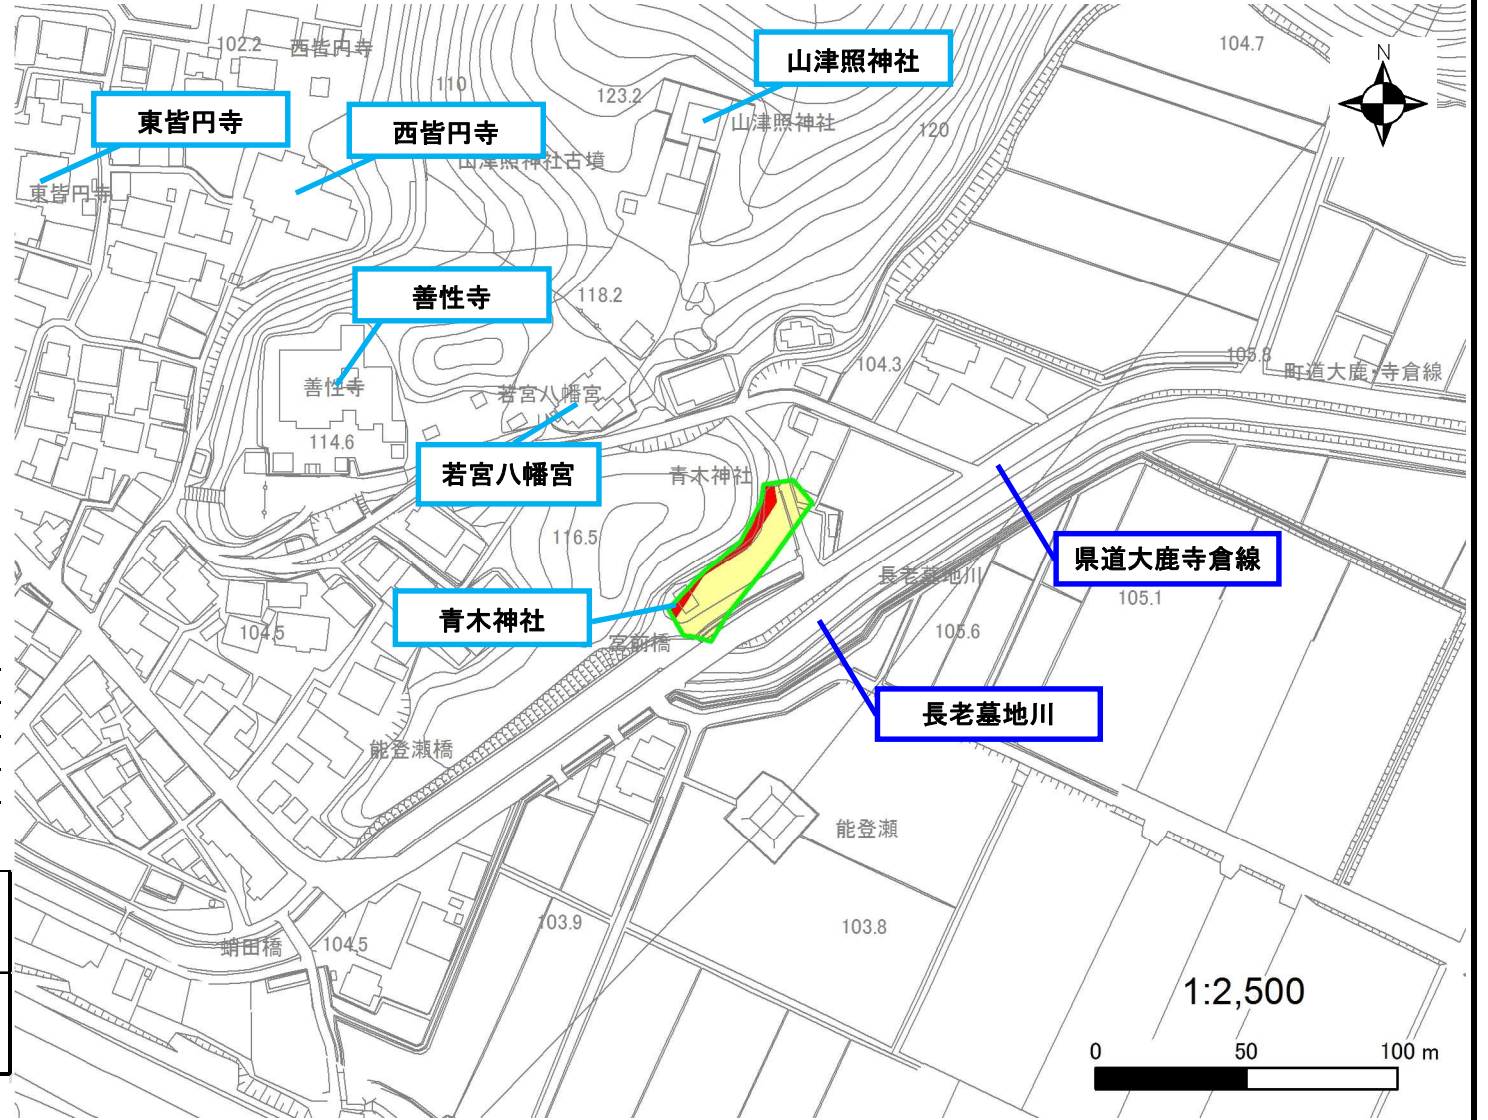 104.7
N
102.2
西皆円寺
山津照神社
110
123.2
東皆円寺
西皆円寺
山津照神社
120
山津照神社古墳
東皆円寺
善性寺
118.2
105.8
104.3
町道大鹿・寺倉線
善性寺
若宮八幡宮
114.6
若宮八幡宮
青木神社
116.5
県道大鹿寺倉線
長老墓地川
105.1
青木神社
104.5
宮前橋
105.6
長老墓地川
能登瀬橋
能登瀬
103.9
103.8
蛸田橋
104.5
1:2,500
0 50 100 m